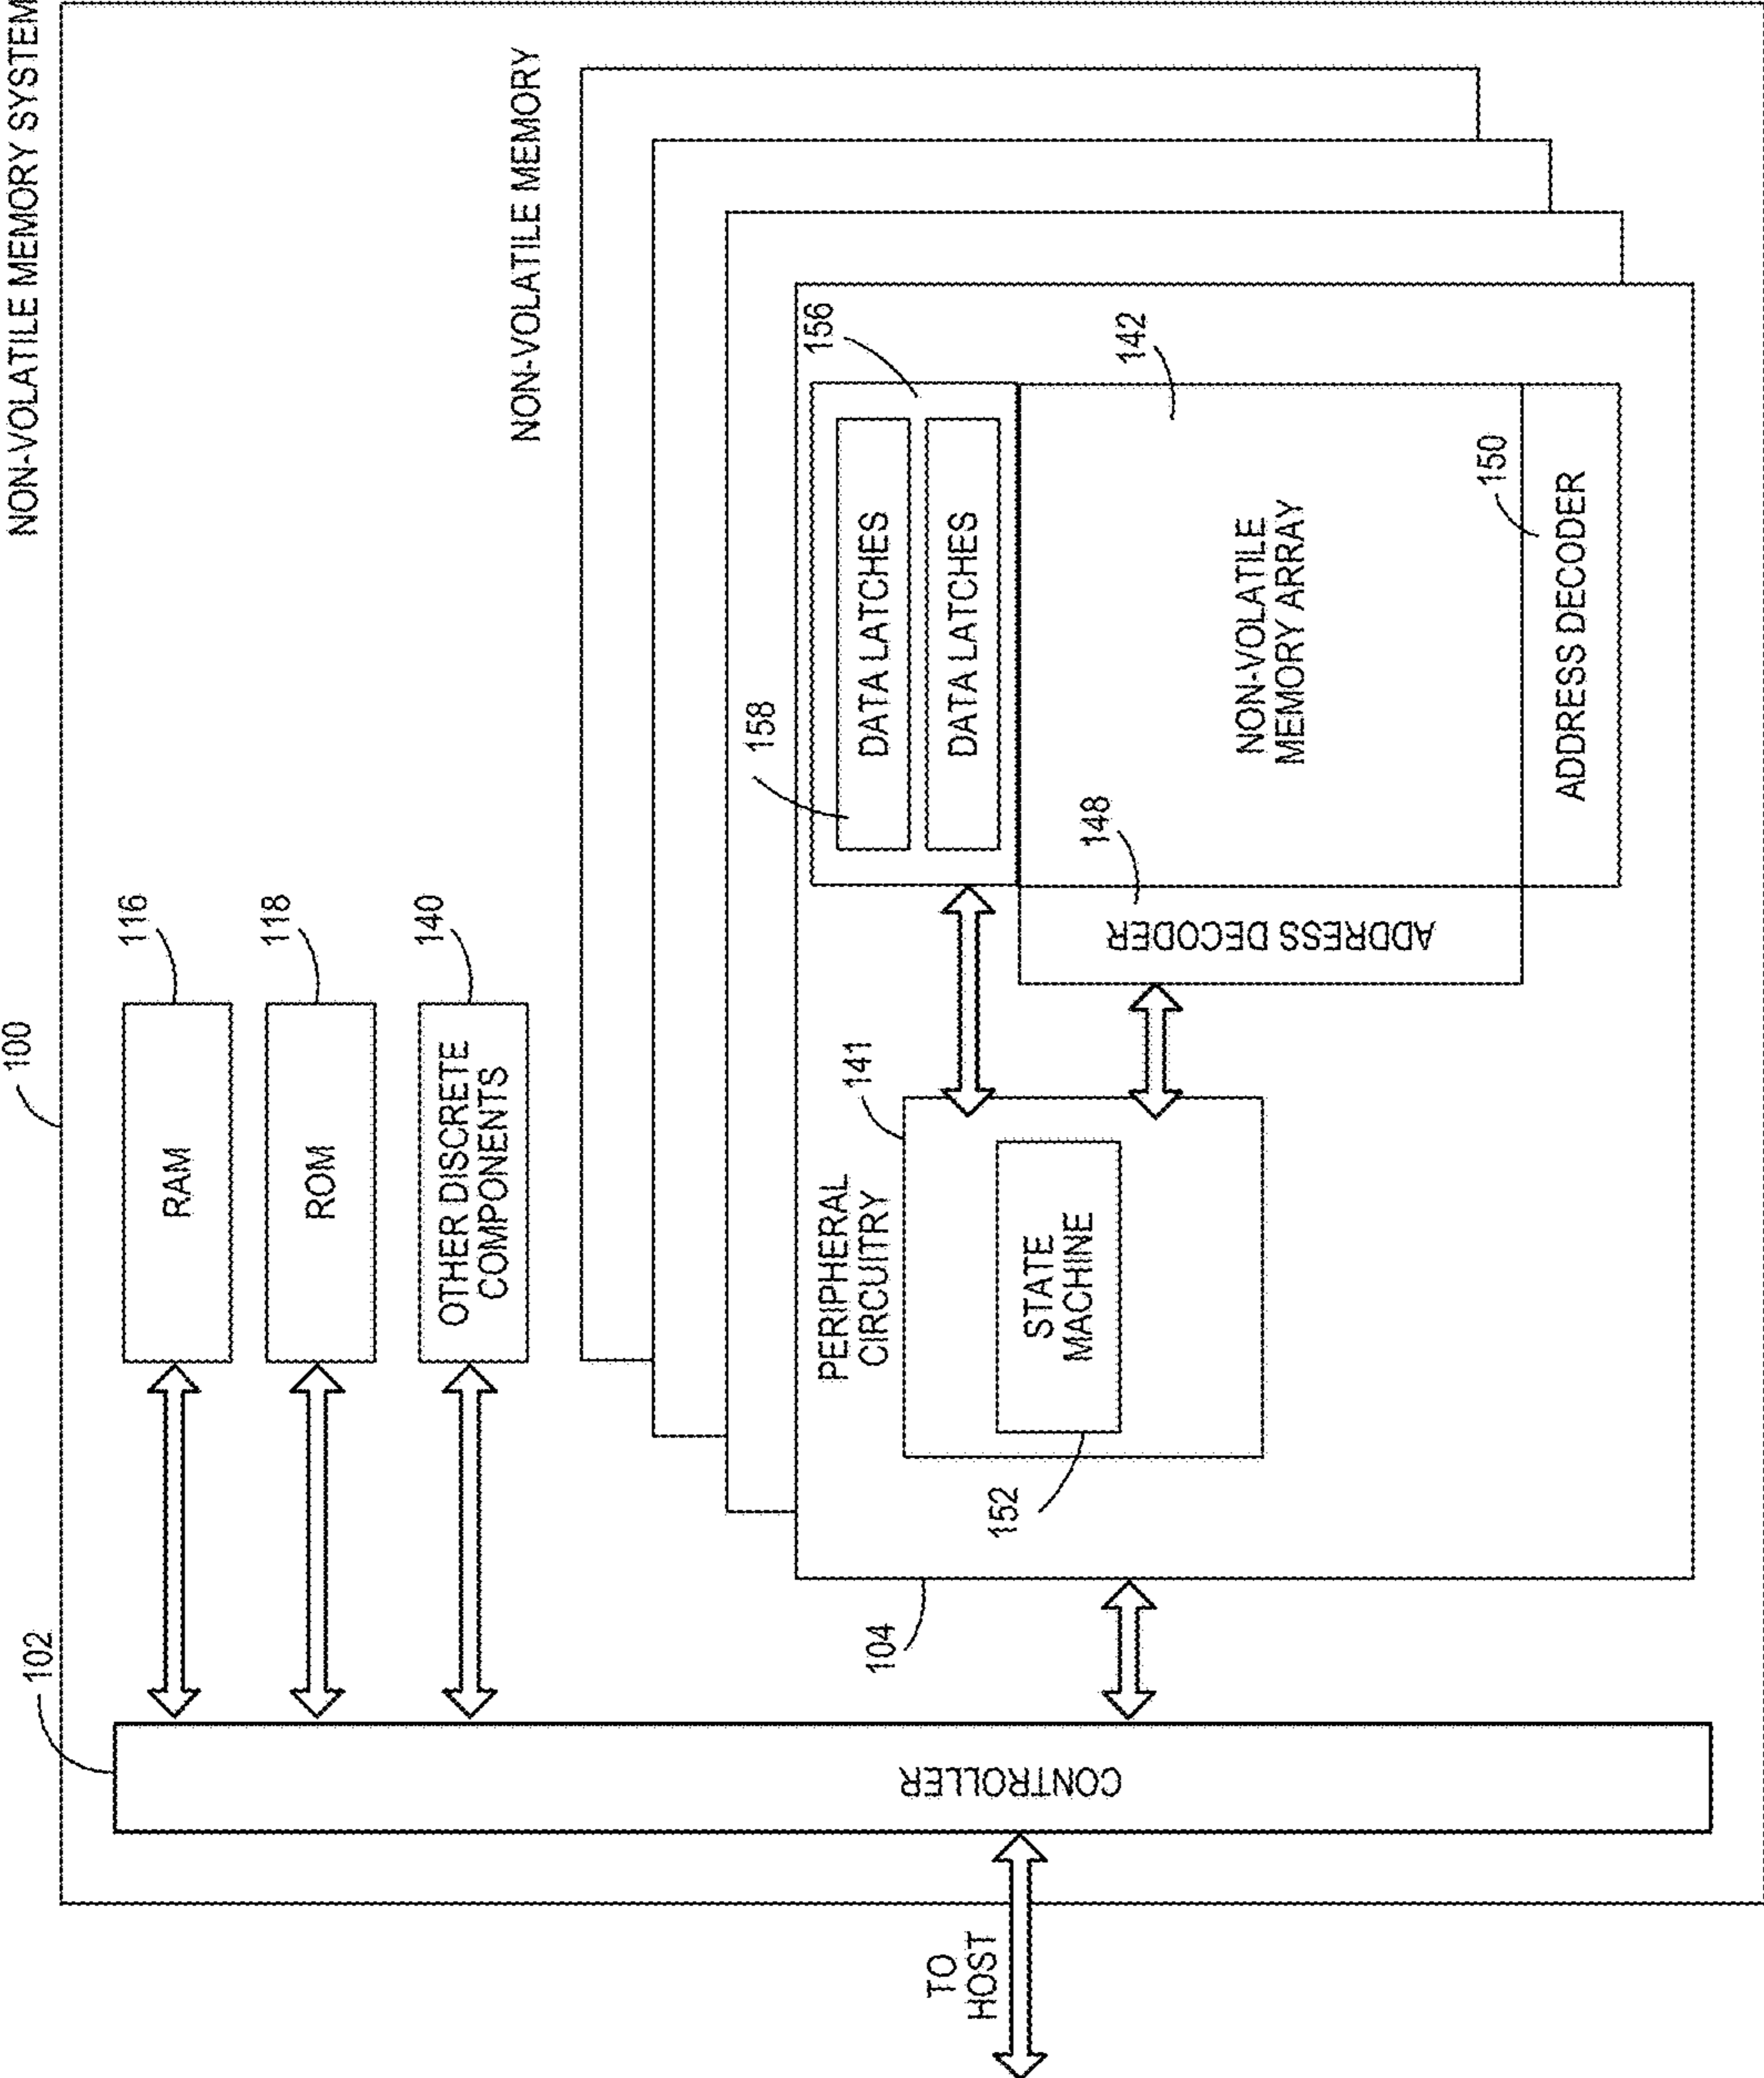 NON-VOLATILE MEMORY SYSTEM
100
102
CONTROLLER
TO
HOST
RAM
116
ROM
118
OTHER DISCRETE
COMPONENTS
140
NON-VOLATILE MEMORY
104
PERIPHERAL
CIRCUITRY
141
STATE
MACHINE
152
158
156
DATA LATCHES
DATA LATCHES
148
ADDRESS DECODER
142
NON-VOLATILE
MEMORY ARRAY
150
ADDRESS DECODER